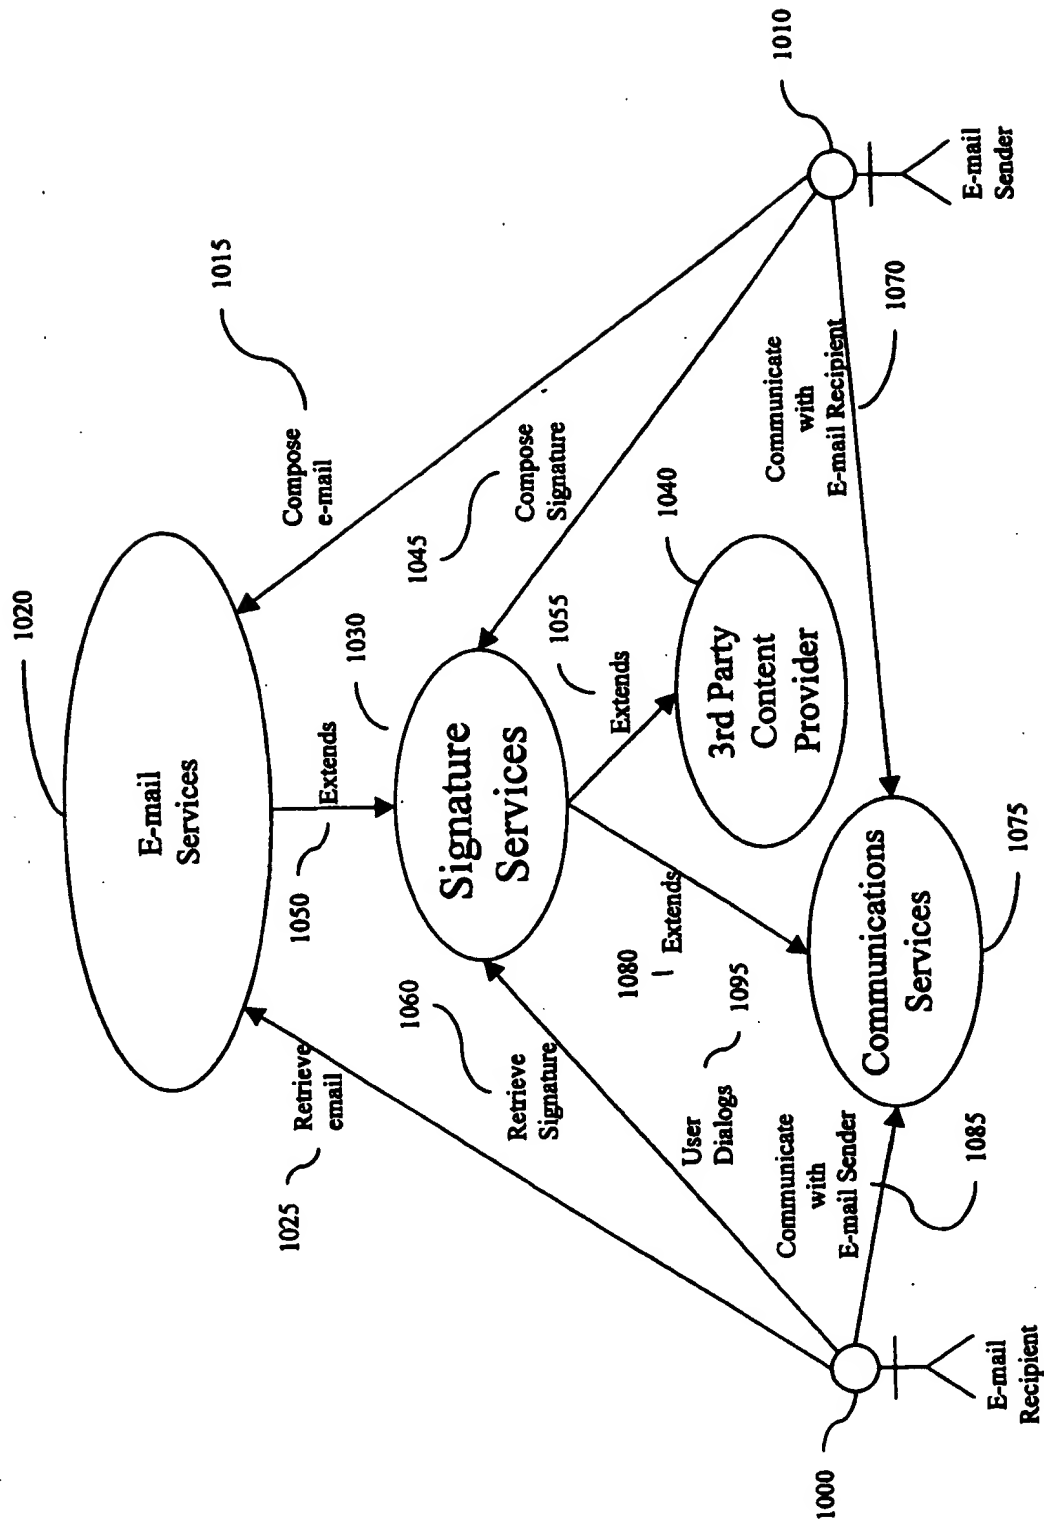 1020
E-mail
Services
1015
Compose
e-mail
1050
Extends
1030
1025
Retrieve
email
1045
Compose
Signature
1060
Retrieve
Signature
Signature
Services
1055
Extends
1040
1080
Extends
3rd Party
Content
Provider
1095
User
Dialogs
Communicate
with
E-mail Recipient
1070
1010
E-mail
Sender
Communicate
with
E-mail Sender
1085
Communications
Services
1075
1000
E-mail
Recipient